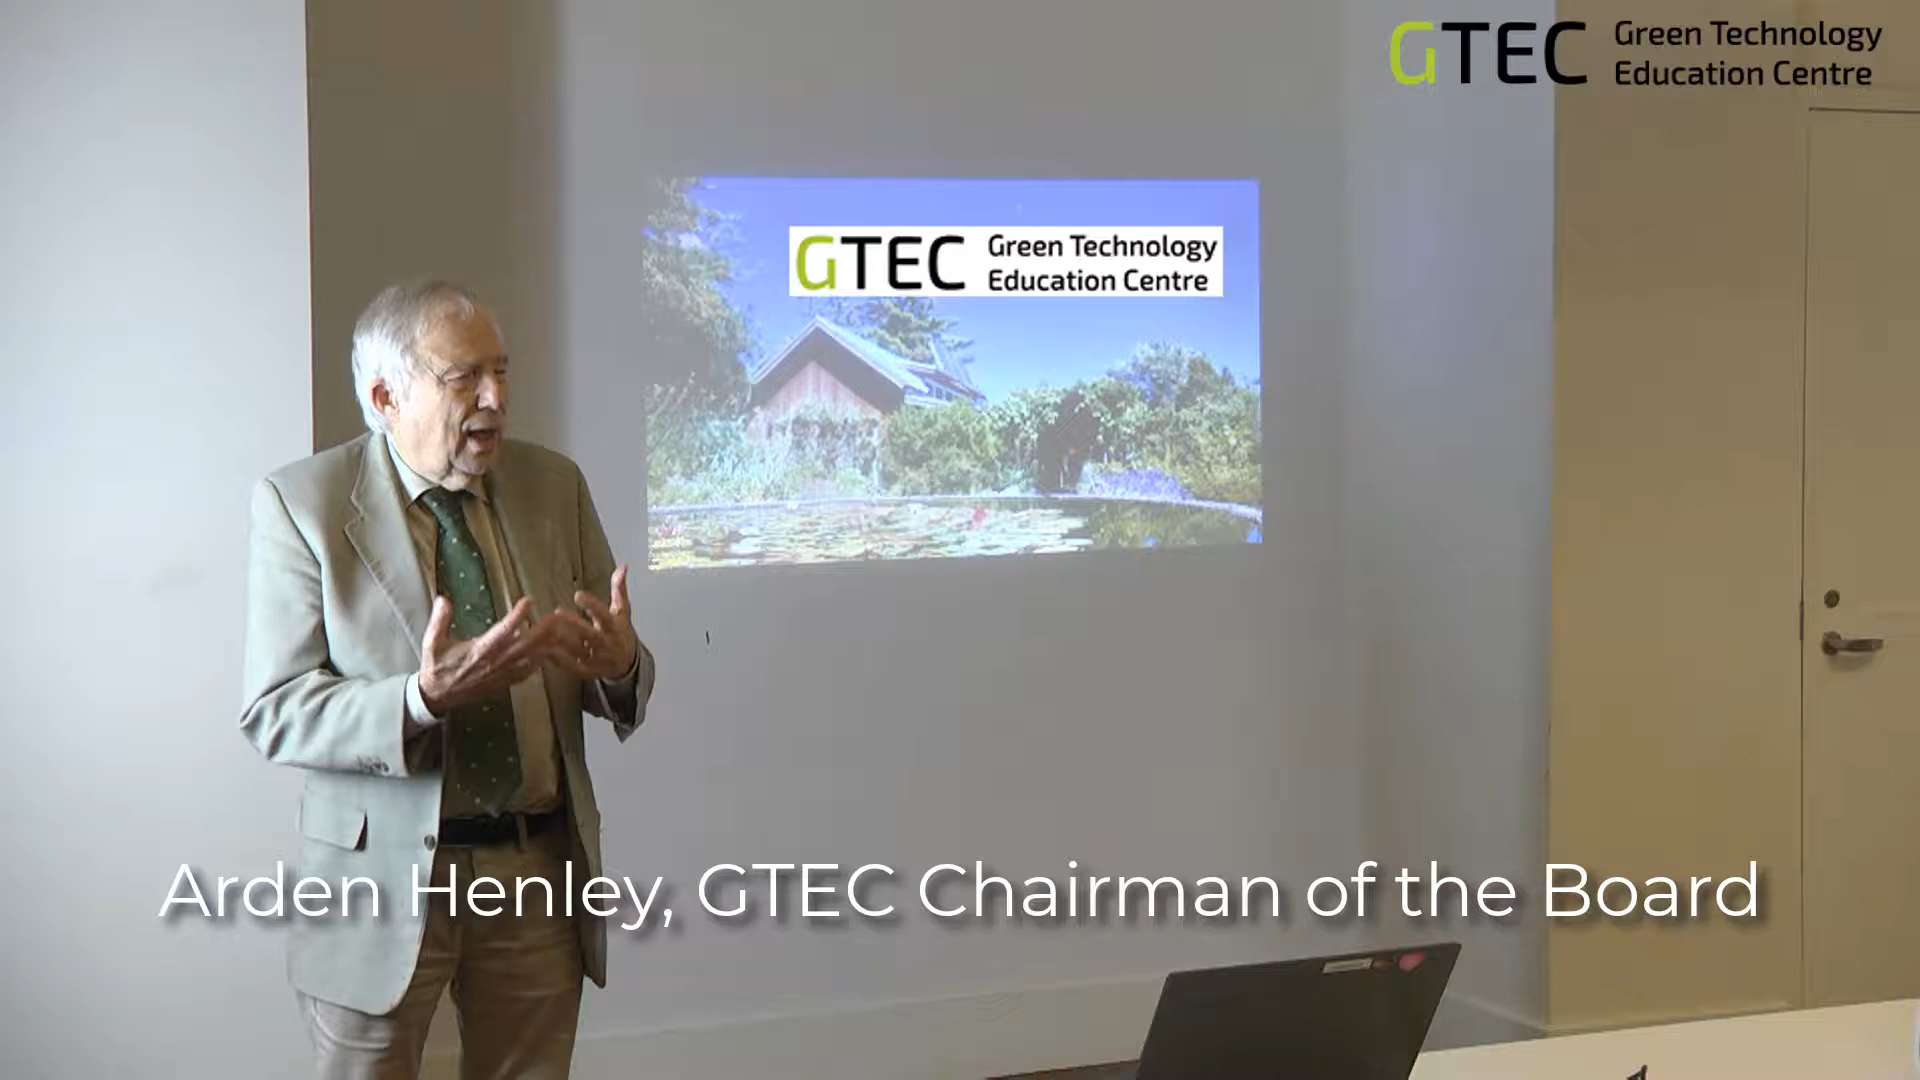 GTEC Green Technology
Education Centre
GTEC Green Technology
Education Centre
Arden Henley, GTEC Chairman of the Board